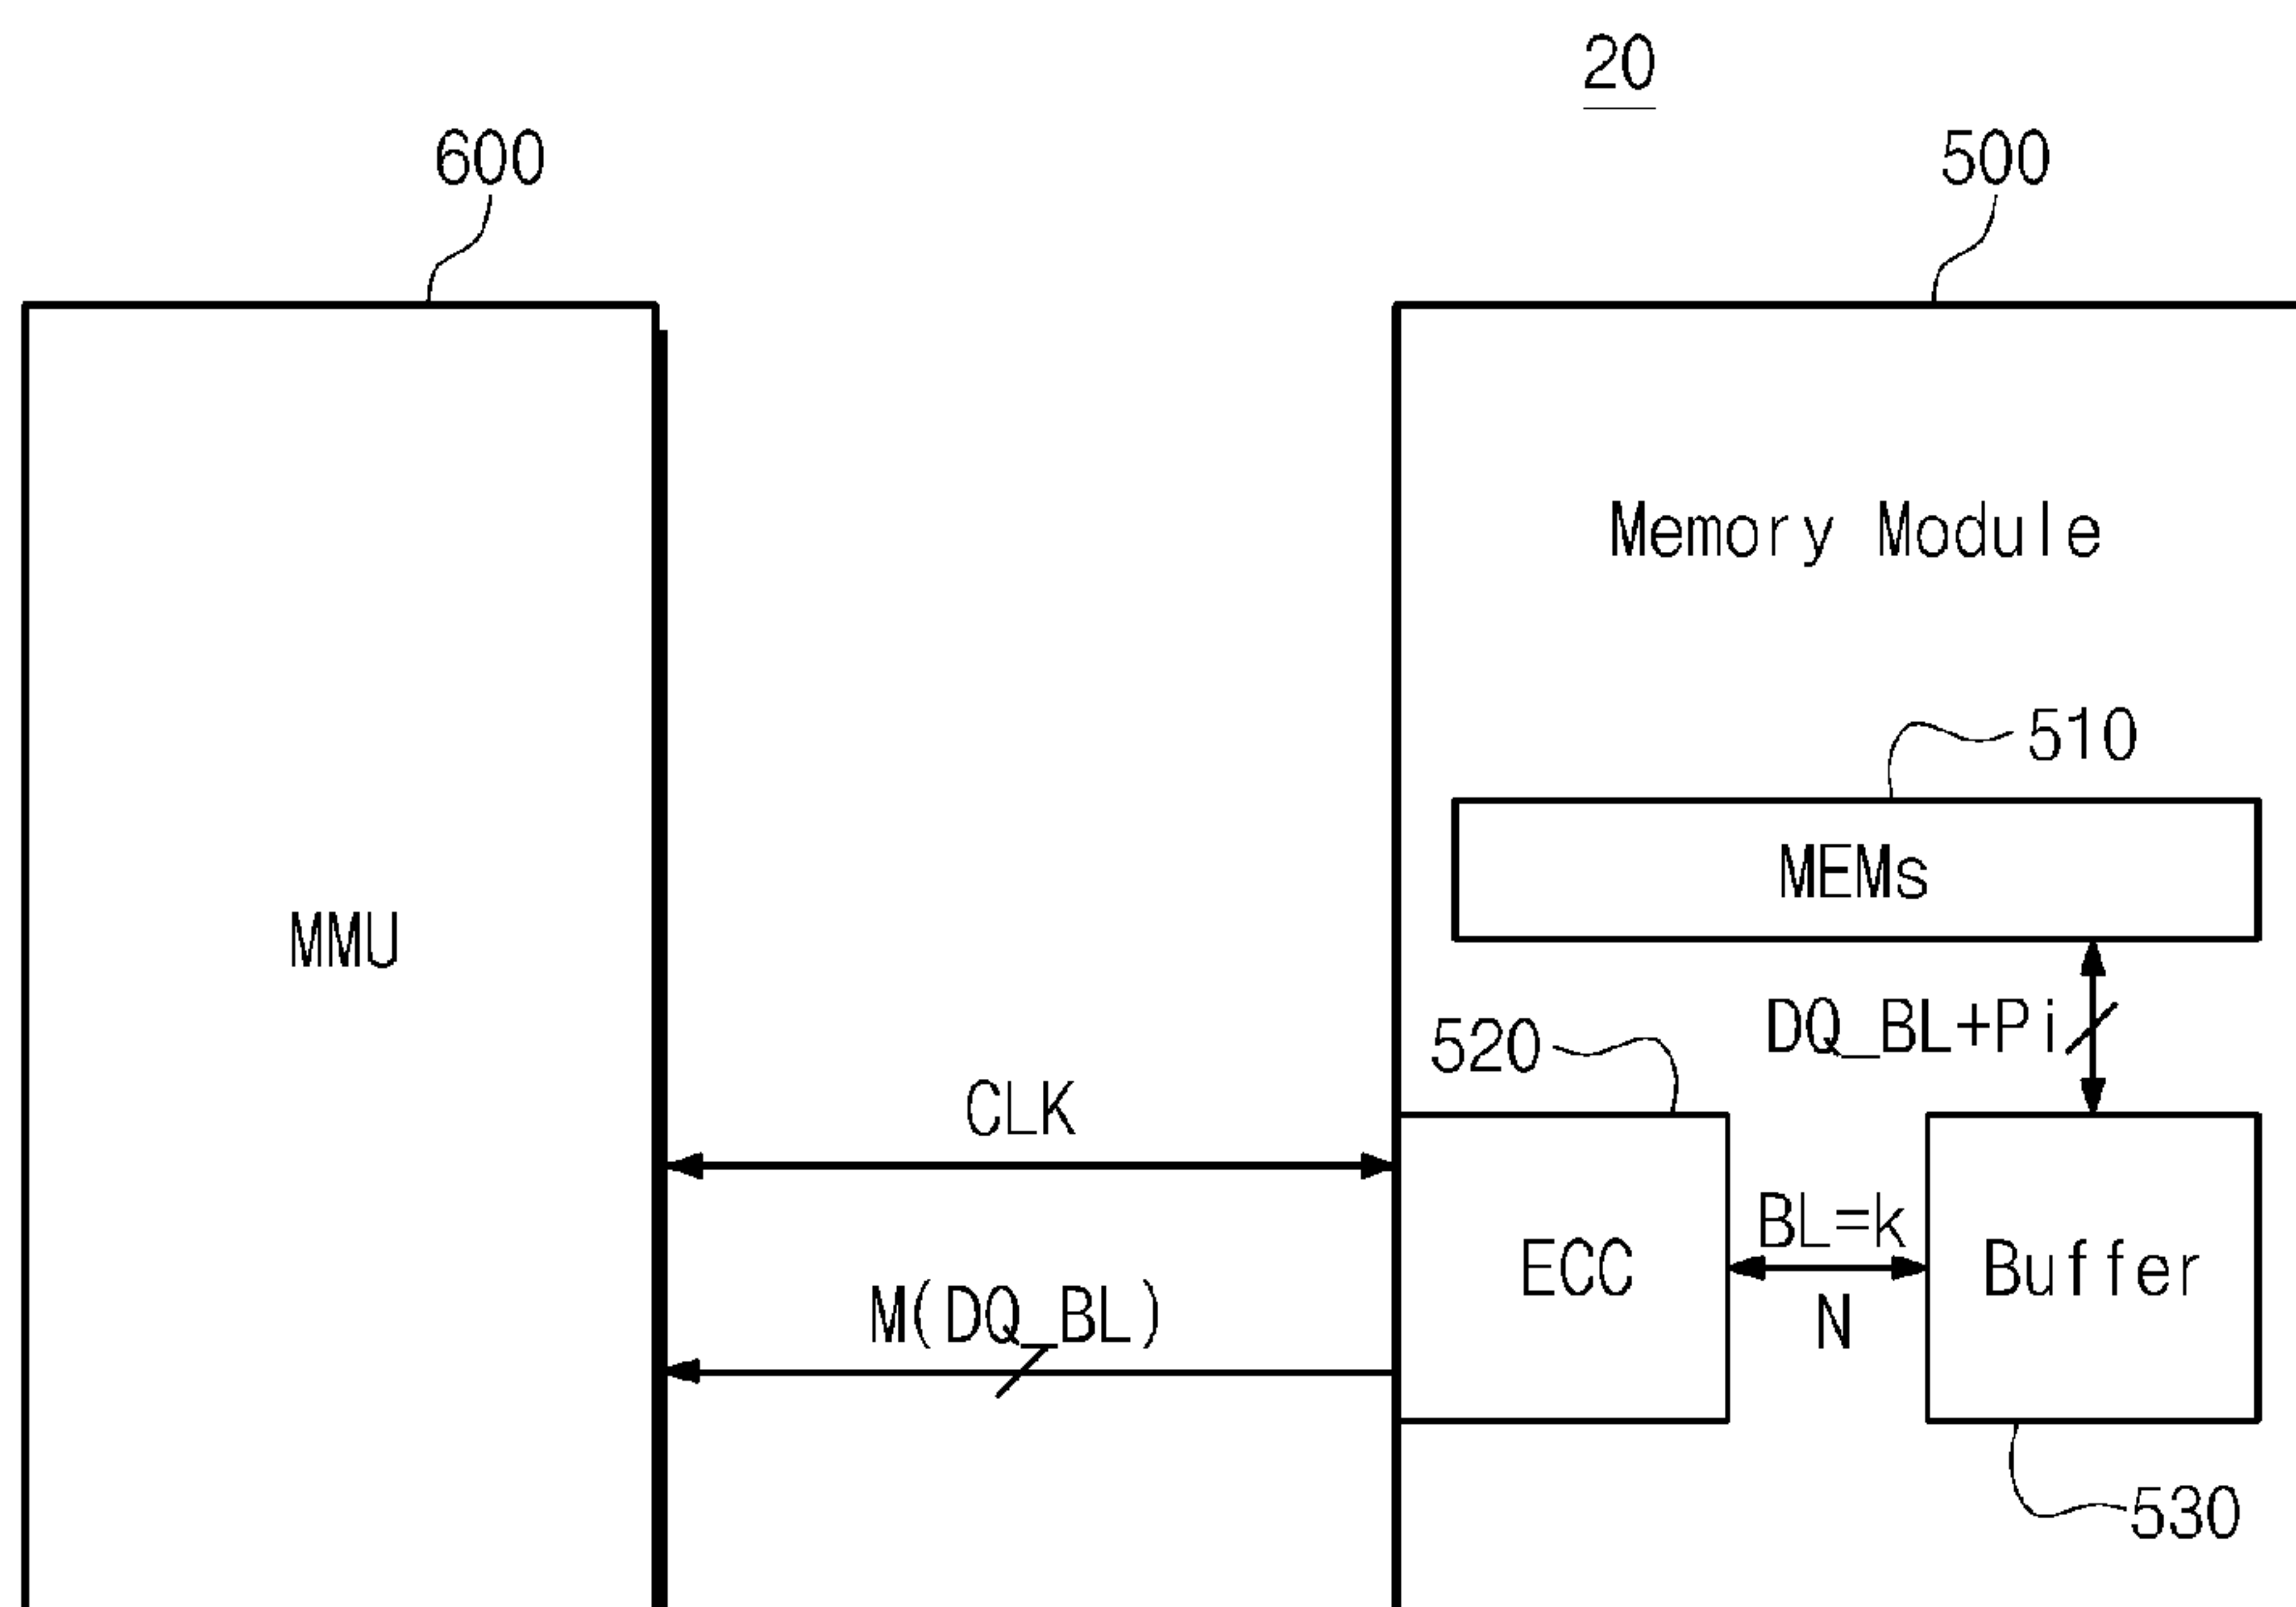 20
600
500
Memory Module
510
MEMs
MMU
DQ_BL+Pi
520
CLK
BL=k
ECC
Buffer
M(DQ_BL)
N
530